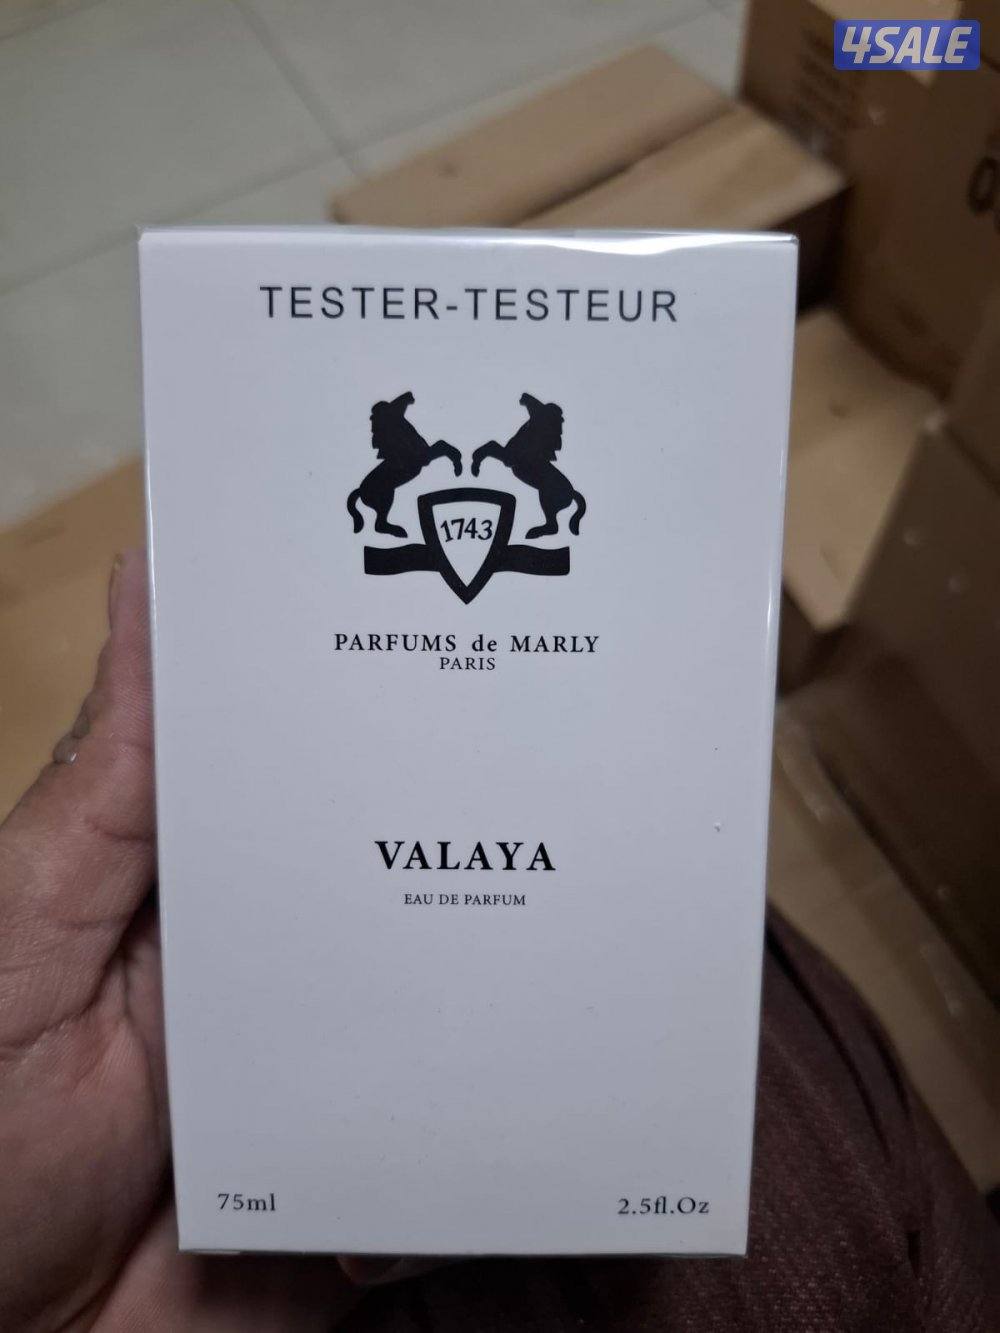 4SALE
TESTER-TESTEUR
1743
PARFUMS de MARLY
PARIS
VALAYA
EAU DE PARFUM
75ml
2.5fl.Oz